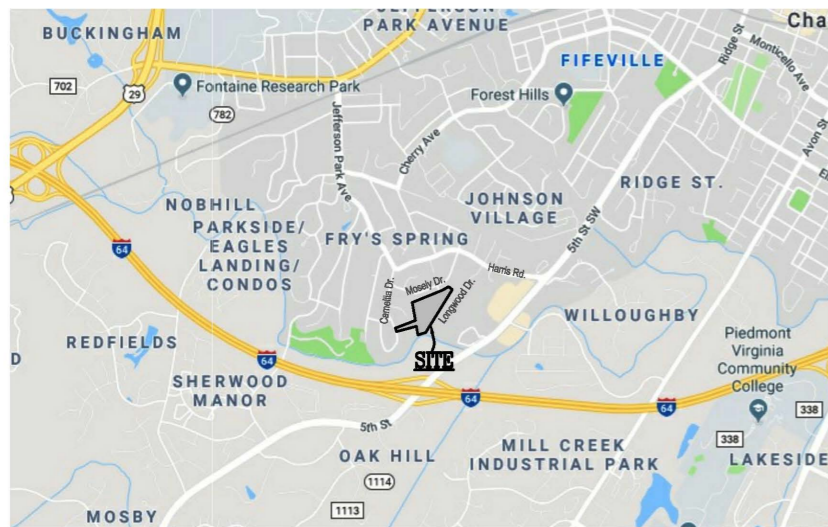 JEFFERSON
PARK AVENUE
BUCKINGHAM
Cha
Ridge St
Monticello Ave
FIFEVILLE
29
702
Fontaine Research Park
782
Forest Hills
Jefferson Park Ave
Cherry Ave
Avon St
RIDGE ST.
JOHNSON
VILLAGE
5th St SW
NOBHILL
PARKSIDE/
EAGLES
LANDING/
CONDOS
FRY'S SPRING
64
Harris Rd.
Camellia Dr.
Mosely Dr.
Longwood Dr.
WILLOUGHBY
Piedmont
Virginia
Community
College
D
REDFIELDS
SITE
64
SHERWOOD
MANOR
64
64
338
338
5th St
OAK HILL
MILL CREEK
INDUSTRIAL PARK
LAKESIDE
1114
1113
MOSBY